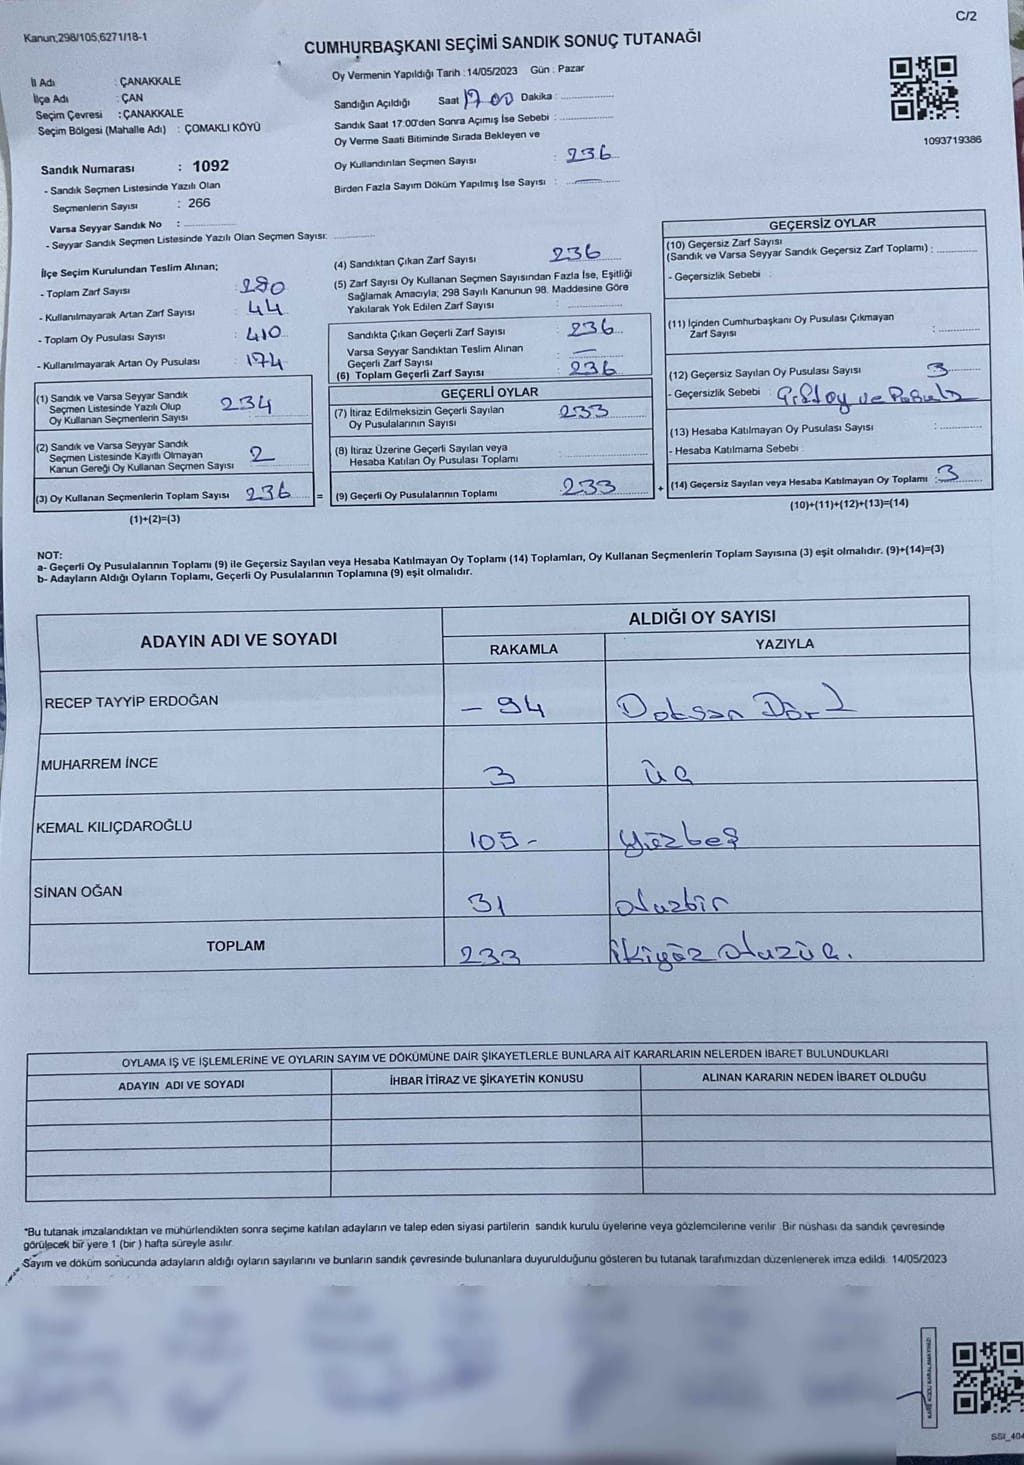 C/2
Kanun;298/105,6271/18-1
CUMHURBAŞKANI SEÇİMİ SANDIK SONUÇ TUTANAĞI
İl Adı : ÇANAKKALE
İlçe Adı : ÇAN
Seçim Çevresi : ÇANAKKALE
Seçim Bölgesi (Mahalle Adı) : ÇOMAKLI KÖYÜ
Oy Vermenin Yapıldığı Tarih : 14/05/2023 Gün : Pazar
Sandığın Açıldığı Saat 17 00 Dakika :
Sandık Saat 17:00'den Sonra Açımış İse Sebebi :
Oy Verme Saati Bitiminde Sırada Bekleyen ve
Oy Kullandırılan Seçmen Sayısı : 236
Birden Fazla Sayım Döküm Yapılmış İse Sayısı : —
1093719386
Sandık Numarası : 1092
- Sandık Seçmen Listesinde Yazılı Olan
Seçmenlerin Sayısı : 266
Varsa Seyyar Sandık No :
- Seyyar Sandık Seçmen Listesinde Yazılı Olan Seçmen Sayısı:
İlçe Seçim Kurulundan Teslim Alınan;
- Toplam Zarf Sayısı : 280
- Kullanılmayarak Artan Zarf Sayısı : 44
- Toplam Oy Pusulası Sayısı : 410
- Kullanılmayarak Artan Oy Pusulası : 174
(1) Sandık ve Varsa Seyyar Sandık
Seçmen Listesinde Yazılı Olup
Oy Kullanan Seçmenlerin Sayısı : 234
(2) Sandık ve Varsa Seyyar Sandık
Seçmen Listesinde Kayıtlı Olmayan
Kanun Gereği Oy Kullanan Seçmen Sayısı : 2
(3) Oy Kullanan Seçmenlerin Toplam Sayısı : 236 =
(1)+(2)=(3)
(4) Sandıktan Çıkan Zarf Sayısı : 236
(5) Zarf Sayısı Oy Kullanan Seçmen Sayısından Fazla İse, Eşitliği
Sağlamak Amacıyla; 298 Sayılı Kanunun 98. Maddesine Göre
Yakılarak Yok Edilen Zarf Sayısı :
Sandıkta Çıkan Geçerli Zarf Sayısı : 236
Varsa Seyyar Sandıktan Teslim Alınan
Geçerli Zarf Sayısı : —
(6) Toplam Geçerli Zarf Sayısı : 236
GEÇERLİ OYLAR
(7) İtiraz Edilmeksizin Geçerli Sayılan
Oy Pusulalarının Sayısı : 233
(8) İtiraz Üzerine Geçerli Sayılan veya
Hesaba Katılan Oy Pusulası Toplamı :
(9) Geçerli Oy Pusulalarının Toplamı : 233 +
GEÇERSİZ OYLAR
(10) Geçersiz Zarf Sayısı
(Sandık ve Varsa Seyyar Sandık Geçersiz Zarf Toplamı) :
- Geçersizlik Sebebi :
(11) İçinden Cumhurbaşkanı Oy Pusulası Çıkmayan
Zarf Sayısı :
(12) Geçersiz Sayılan Oy Pusulası Sayısı : 3
- Geçersizlik Sebebi : Çift oy ve Pusula
(13) Hesaba Katılmayan Oy Pusulası Sayısı :
- Hesaba Katılmama Sebebi :
(14) Geçersiz Sayılan veya Hesaba Katılmayan Oy Toplamı : 3
(10)+(11)+(12)+(13)=(14)
NOT:
a- Geçerli Oy Pusulalarının Toplamı (9) ile Geçersiz Sayılan veya Hesaba Katılmayan Oy Toplamı (14) Toplamları, Oy Kullanan Seçmenlerin Toplam Sayısına (3) eşit olmalıdır. (9)+(14)=(3)
b- Adayların Aldığı Oyların Toplamı, Geçerli Oy Pusulalarının Toplamına (9) eşit olmalıdır.
ADAYIN ADI VE SOYADI
ALDIĞI OY SAYISI
RAKAMLA YAZIYLA
RECEP TAYYİP ERDOĞAN – 94 Doksan Dört
MUHARREM İNCE 3 üç
KEMAL KILIÇDAROĞLU 105 - yüzbeş
SİNAN OĞAN 31 otuzbir
TOPLAM 233 ikiyüz otuzüç.
OYLAMA İŞ VE İŞLEMLERİNE VE OYLARIN SAYIM VE DÖKÜMÜNE DAİR ŞİKAYETLERLE BUNLARA AİT KARARLARIN NELERDEN İBARET BULUNDUKLARI
ADAYIN ADI VE SOYADI İHBAR İTİRAZ VE ŞİKAYETİN KONUSU ALINAN KARARIN NEDEN İBARET OLDUĞU
*Bu tutanak imzalandıktan ve mühürlendikten sonra seçime katılan adayların ve talep eden siyasi partilerin sandık kurulu üyelerine veya gözlemcilerine verilir. Bir nüshası da sandık çevresinde
görülecek bir yere 1 (bir ) hafta süreyle asılır.
Sayım ve döküm sonucunda adayların aldığı oyların sayılarını ve bunların sandık çevresinde bulunanlara duyurulduğunu gösteren bu tutanak tarafımızdan düzenlenerek imza edildi. 14/05/2023
KARE KODU KARALAMAYINIZ!
SSI_404